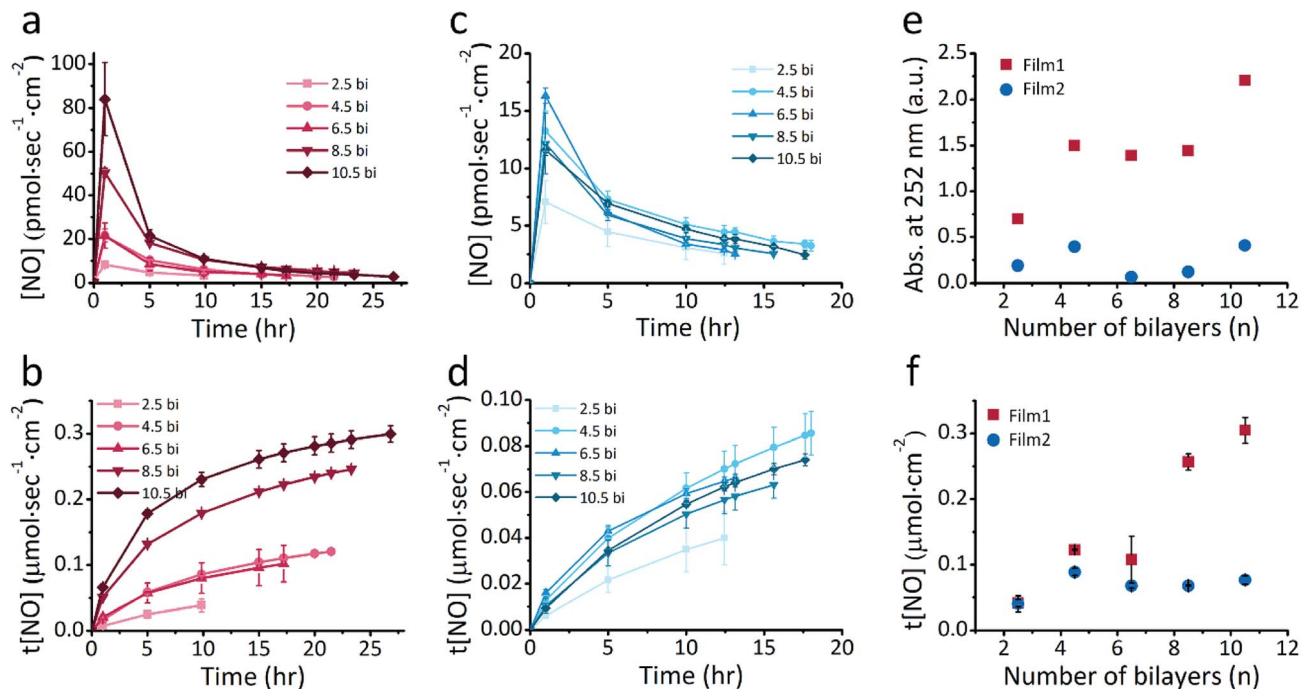 a
[NO] (pmol·sec⁻¹·cm⁻²)
100
80
60
40
20
0
0 5 10 15 20 25
Time (hr)
2.5 bi
4.5 bi
6.5 bi
8.5 bi
10.5 bi
c
[NO] (pmol·sec⁻¹·cm⁻²)
20
15
10
5
0
0 5 10 15 20
Time (hr)
2.5 bi
4.5 bi
6.5 bi
8.5 bi
10.5 bi
e
Abs. at 252 nm (a.u.)
2.5
2.0
1.5
1.0
0.5
0.0
2 4 6 8 10 12
Number of bilayers (n)
Film1
Film2
b
t[NO] (μmol·sec⁻¹·cm⁻²)
0.3
0.2
0.1
0.0
0 5 10 15 20 25
Time (hr)
2.5 bi
4.5 bi
6.5 bi
8.5 bi
10.5 bi
d
t[NO] (μmol·sec⁻¹·cm⁻²)
0.10
0.08
0.06
0.04
0.02
0.00
0 5 10 15 20
Time (hr)
2.5 bi
4.5 bi
6.5 bi
8.5 bi
10.5 bi
f
t[NO] (μmol·cm⁻²)
0.3
0.2
0.1
0.0
2 4 6 8 10 12
Number of bilayers (n)
Film1
Film2